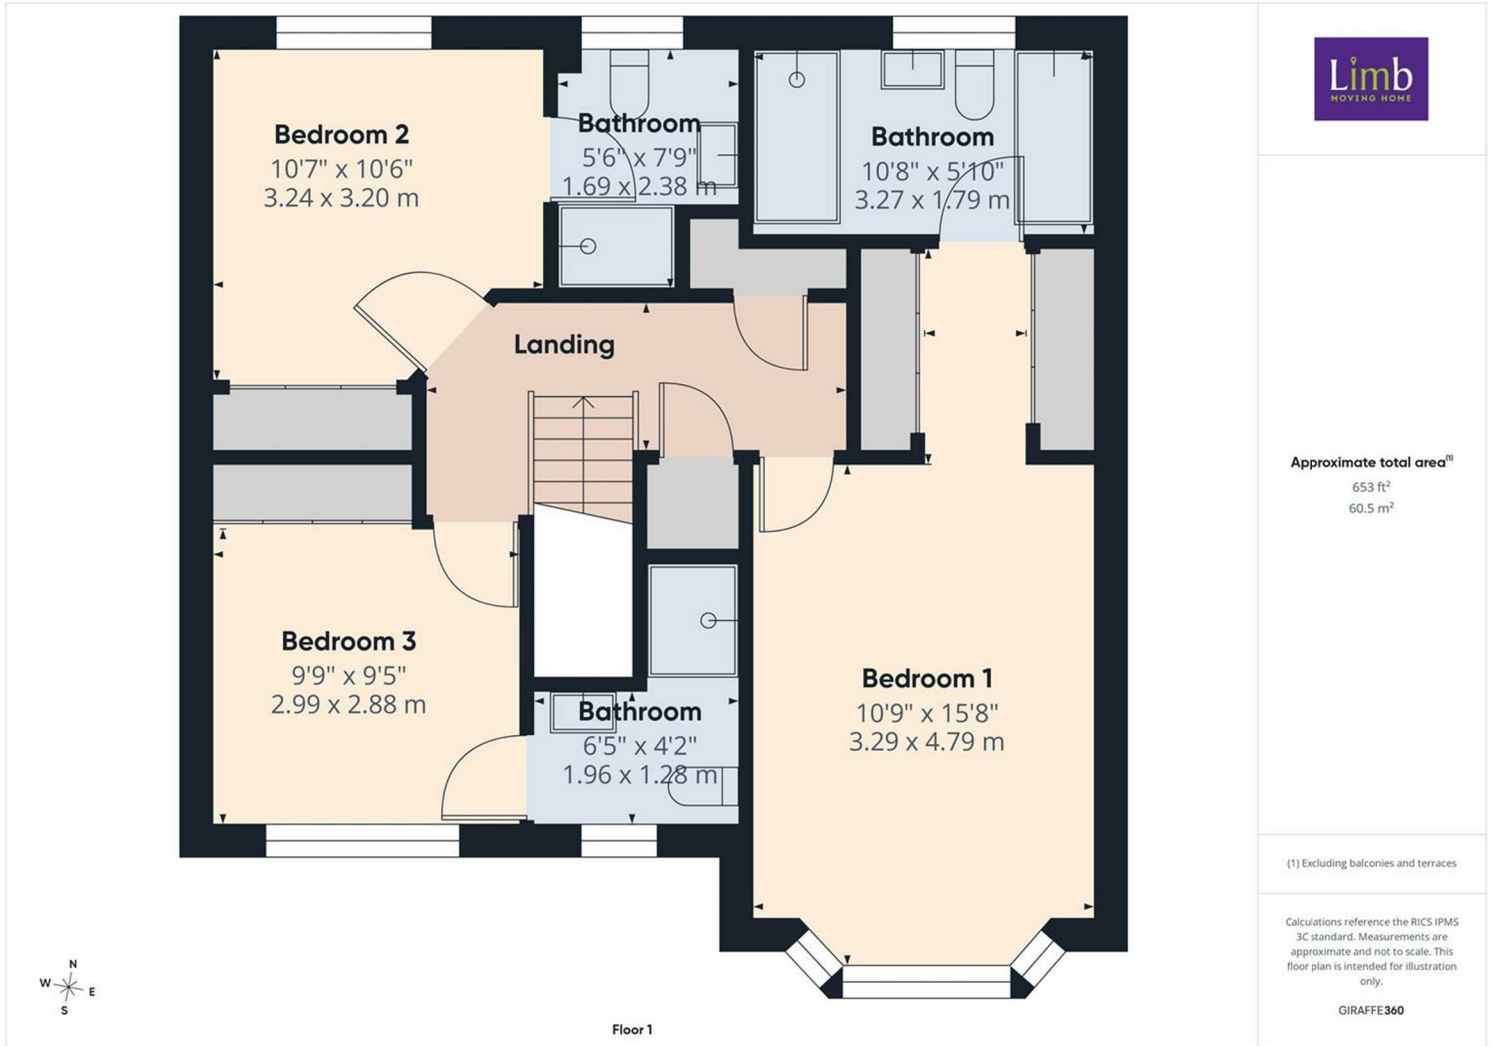 Bedroom 2
10'7" x 10'6"
3.24 x 3.20 m
Bathroom
5'6" x 7'9"
1.69 x 2.38 m
Bathroom
10'8" x 5'10"
3.27 x 1.79 m
Landing
Bedroom 3
9'9" x 9'5"
2.99 x 2.88 m
Bathroom
6'5" x 4'2"
1.96 x 1.28 m
Bedroom 1
10'9" x 15'8"
3.29 x 4.79 m
N
W E
S
Floor 1
Limb
MOVING HOME
Approximate total area(1)
653 ft²
60.5 m²
(1) Excluding balconies and terraces
Calculations reference the RICS IPMS
3C standard. Measurements are
approximate and not to scale. This
floor plan is intended for illustration
only.
GIRAFFE360